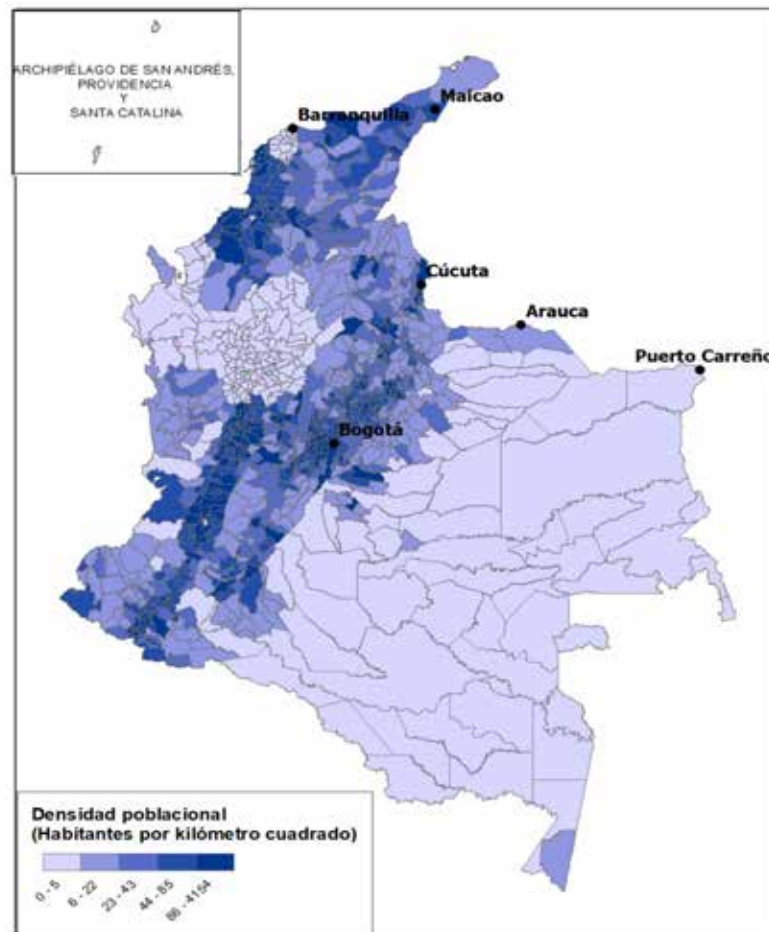 ARCHIPIÉLAGO DE SAN ANDRÉS,
PROVIDENCIA
Y
SANTA CATALINA
Maicao
Barranquilla
Cúcuta
Arauca
Puerto Carreño
Bogotá
Densidad poblacional
(Habitantes por kilómetro cuadrado)
0 - 5
6 - 22
23 - 43
44 - 85
86 - 4154